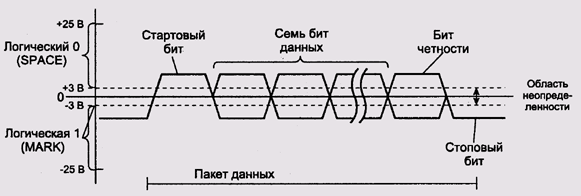 +25 В
Логический 0
(SPACE)
+3 В
0
-3 В
Логическая 1
(MARK)
-25 В
Стартовый
бит
Семь бит
данных
Бит
четности
Область
неопреде-
ленности
Стоповый
бит
Пакет данных